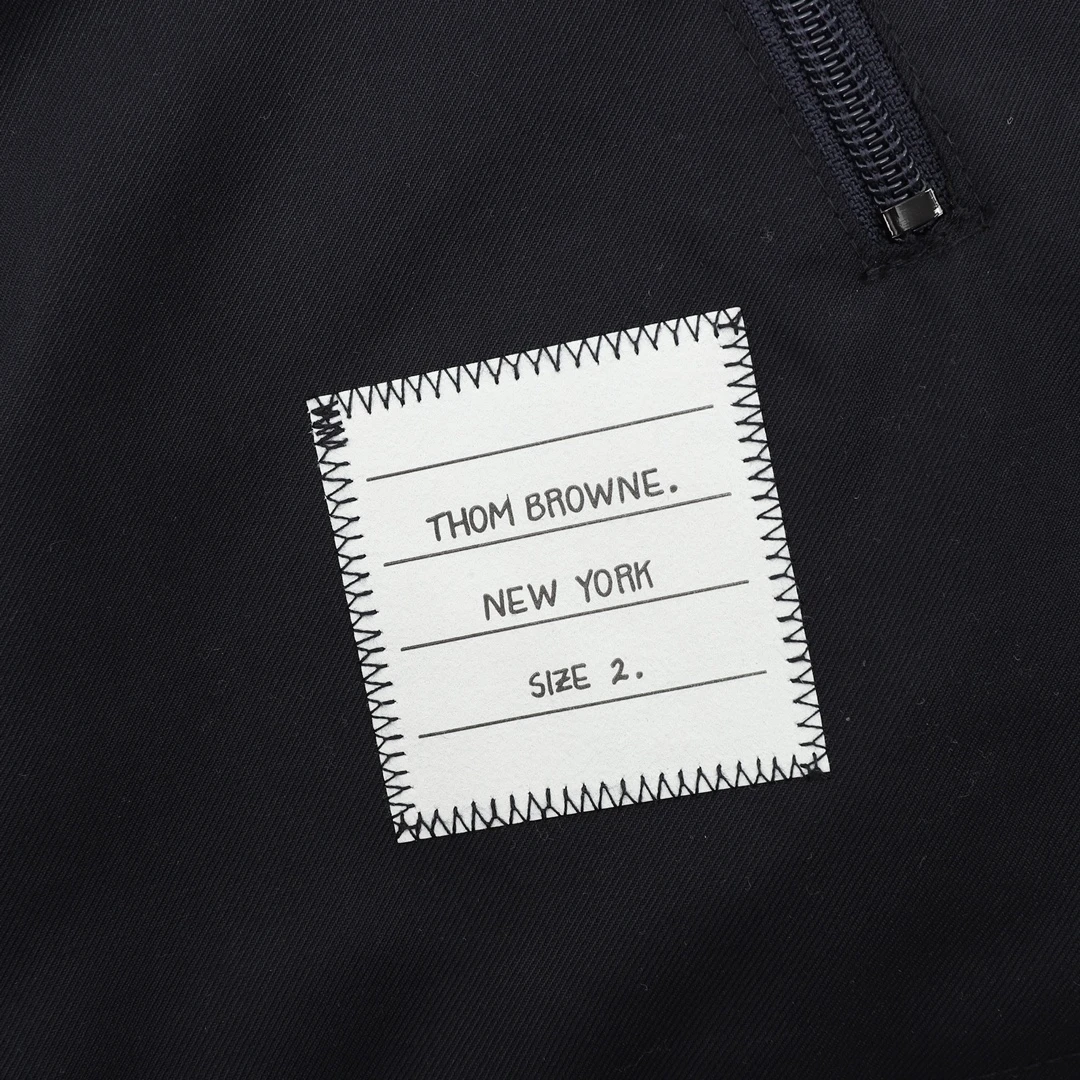 THOM BROWNE.
NEW YORK
SIZE 2.